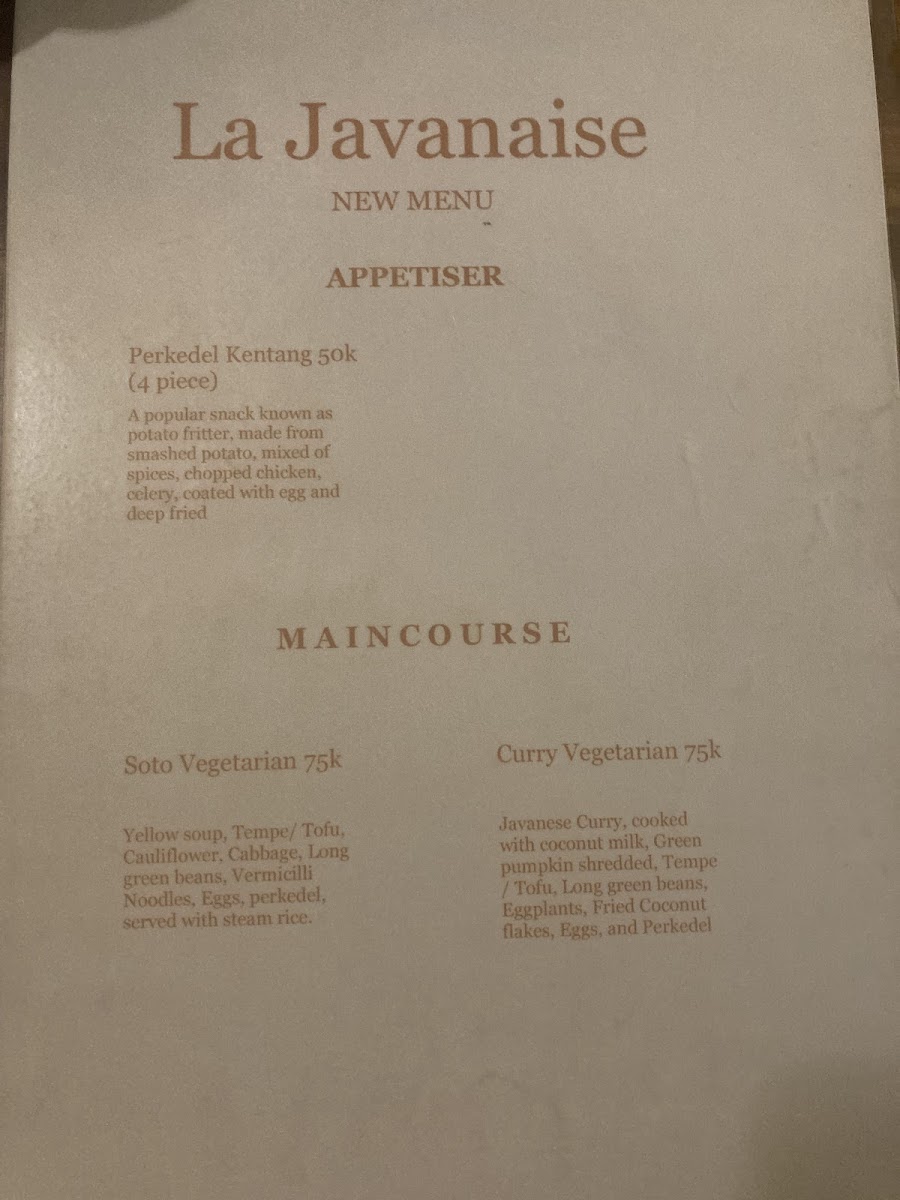 La Javanaise
NEW MENU
-
APPETISER
Perkedel Kentang 50k
(4 piece)
A popular snack known as
potato fritter, made from
smashed potato, mixed of
spices, chopped chicken,
celery, coated with egg and
deep fried
MAINCOURSE
Soto Vegetarian 75k
Yellow soup, Tempe/ Tofu,
Cauliflower, Cabbage, Long
green beans, Vermicilli
Noodles, Eggs, perkedel,
served with steam rice.
Curry Vegetarian 75k
Javanese Curry, cooked
with coconut milk, Green
pumpkin shredded, Tempe
/ Tofu, Long green beans,
Eggplants, Fried Coconut
flakes, Eggs, and Perkedel